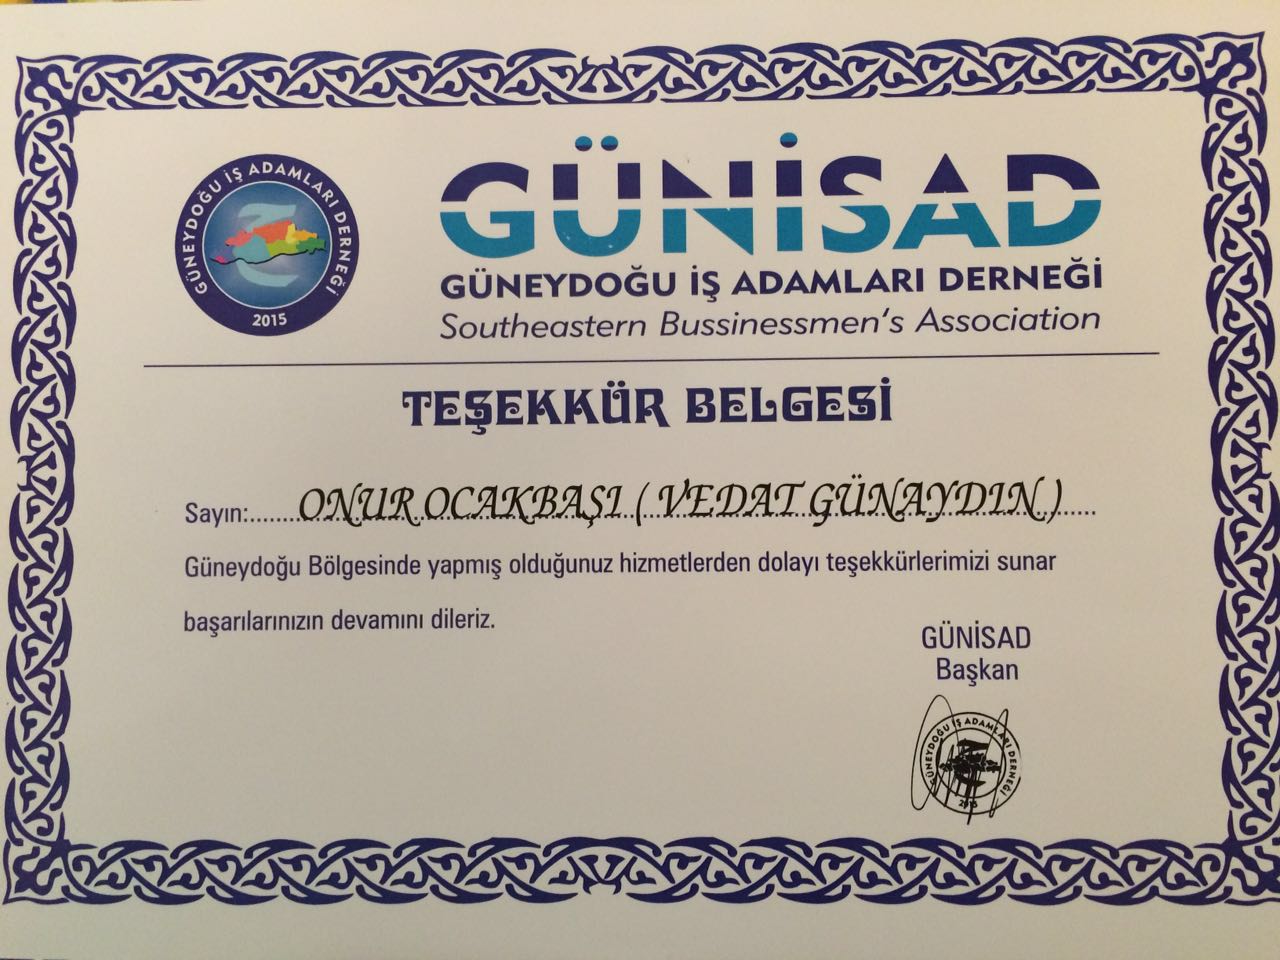 GÜNEYDOĞU İŞ ADAMLARI DERNEĞİ
2015
GÜNİSAD
GÜNEYDOĞU İŞ ADAMLARI DERNEĞİ
Southeastern Bussinessmen's Association
TEŞEKKÜR BELGESİ
Sayın:..... ONUR OCAKBAŞI ( VEDAT GÜNAYDIN ) .....
Güneydoğu Bölgesinde yapmış olduğunuz hizmetlerden dolayı teşekkürlerimizi sunar
başarılarınızın devamını dileriz.
GÜNİSAD
Başkan
GÜNEYDOĞU İŞ ADAMLARI DERNEĞİ
2015